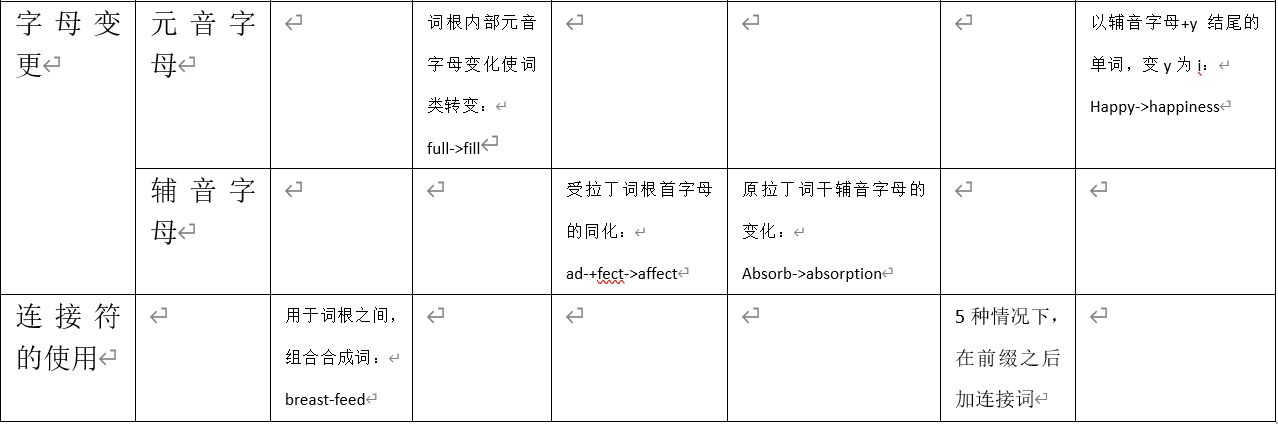 字母变
更
元音字
母
词根内部元音
字母变化使词
类转变：
full->fill
以辅音字母+y 结尾的
单词，变 y 为 i：
Happy->happiness
辅音字
母
受拉丁词根首字母
的同化：
ad-+fect->affect
原拉丁词干辅音字母的
变化：
Absorb->absorption
连接符
的使用
用于词根之间，
组合合成词：
breast-feed
5 种情况下，
在前缀之后
加连接词